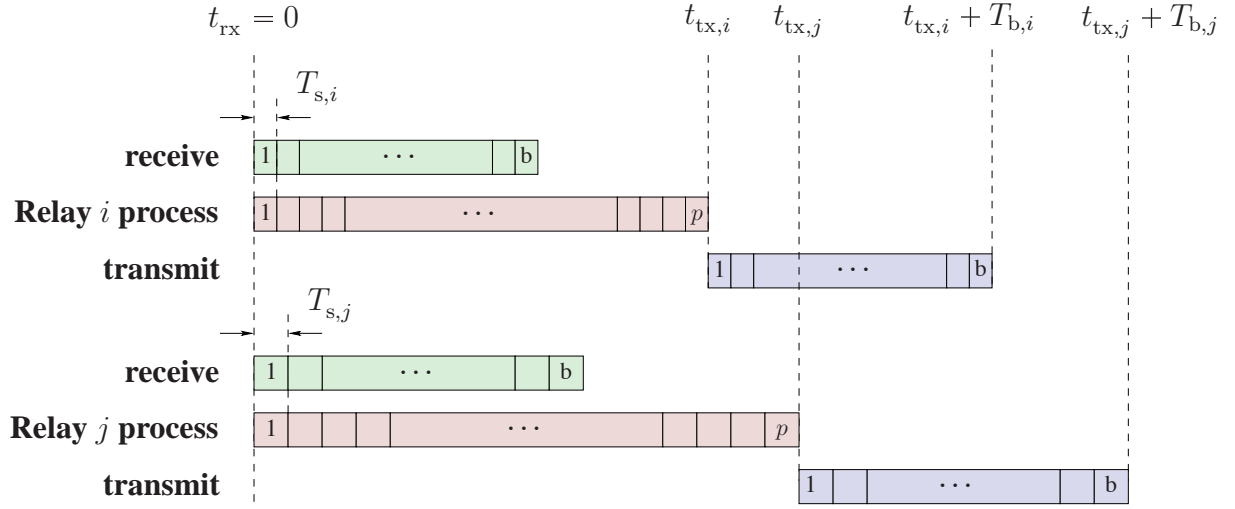 t_rx = 0 t_tx,i t_tx,j t_tx,i + T_b,i t_tx,j + T_b,j
T_s,i
receive 1 ... b
Relay i process 1 ... p
transmit 1 ... b
T_s,j
receive 1 ... b
Relay j process 1 ... p
transmit 1 ... b